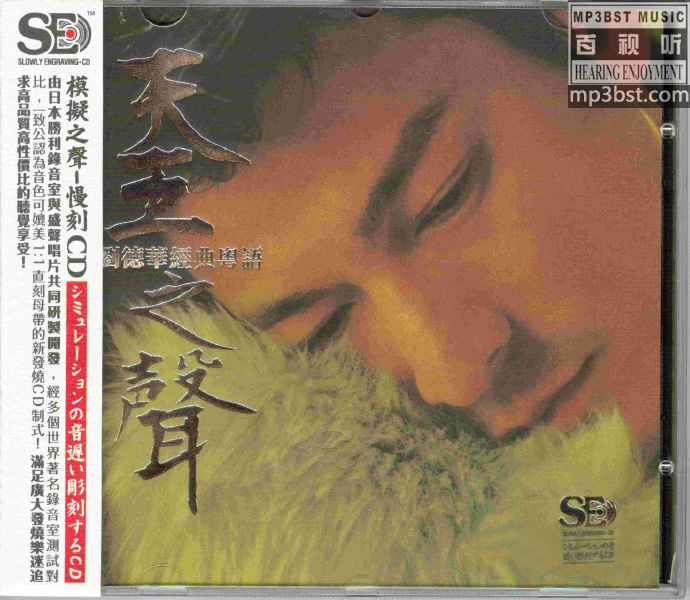 SE
TM
SLOWLY ENGRAVING-CD
模擬之聲-慢刻CD
シミュレーションの音遅い彫刻するCD
由日本勝利錄音室與盛聲唱片共同研製開發，經多個世界著名錄音室測試對
比，一致公認為音色可媲美1:1直刻母帶的新發燒CD制式！滿足廣大發燒樂迷追
求高品質高性價比的聽覺享受！
天王之聲
劉德華經典粵語
MP3BST MUSIC
百视听
HEARING ENJOYMENT
mp3bst.com
SE
SLOWLY ENGRAVING-CD